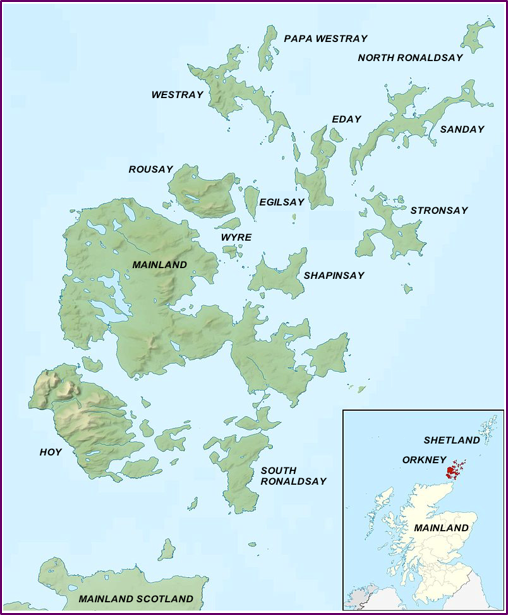 PAPA WESTRAY
NORTH RONALDSAY
WESTRAY
EDAY
SANDAY
ROUSAY
EGILSAY
STRONSAY
WYRE
MAINLAND
SHAPINSAY
HOY
SOUTH
RONALDSAY
SHETLAND
ORKNEY
MAINLAND
MAINLAND SCOTLAND